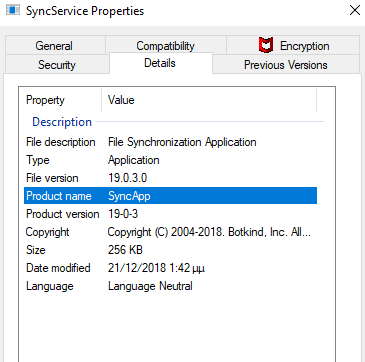 SyncService Properties
General Compatibility Encryption
Security Details Previous Versions
Property Value
Description
File description File Synchronization Application
Type Application
File version 19.0.3.0
Product name SyncApp
Product version 19-0-3
Copyright Copyright (C) 2004-2018. Botkind, Inc. All...
Size 256 KB
Date modified 21/12/2018 1:42 μμ
Language Language Neutral